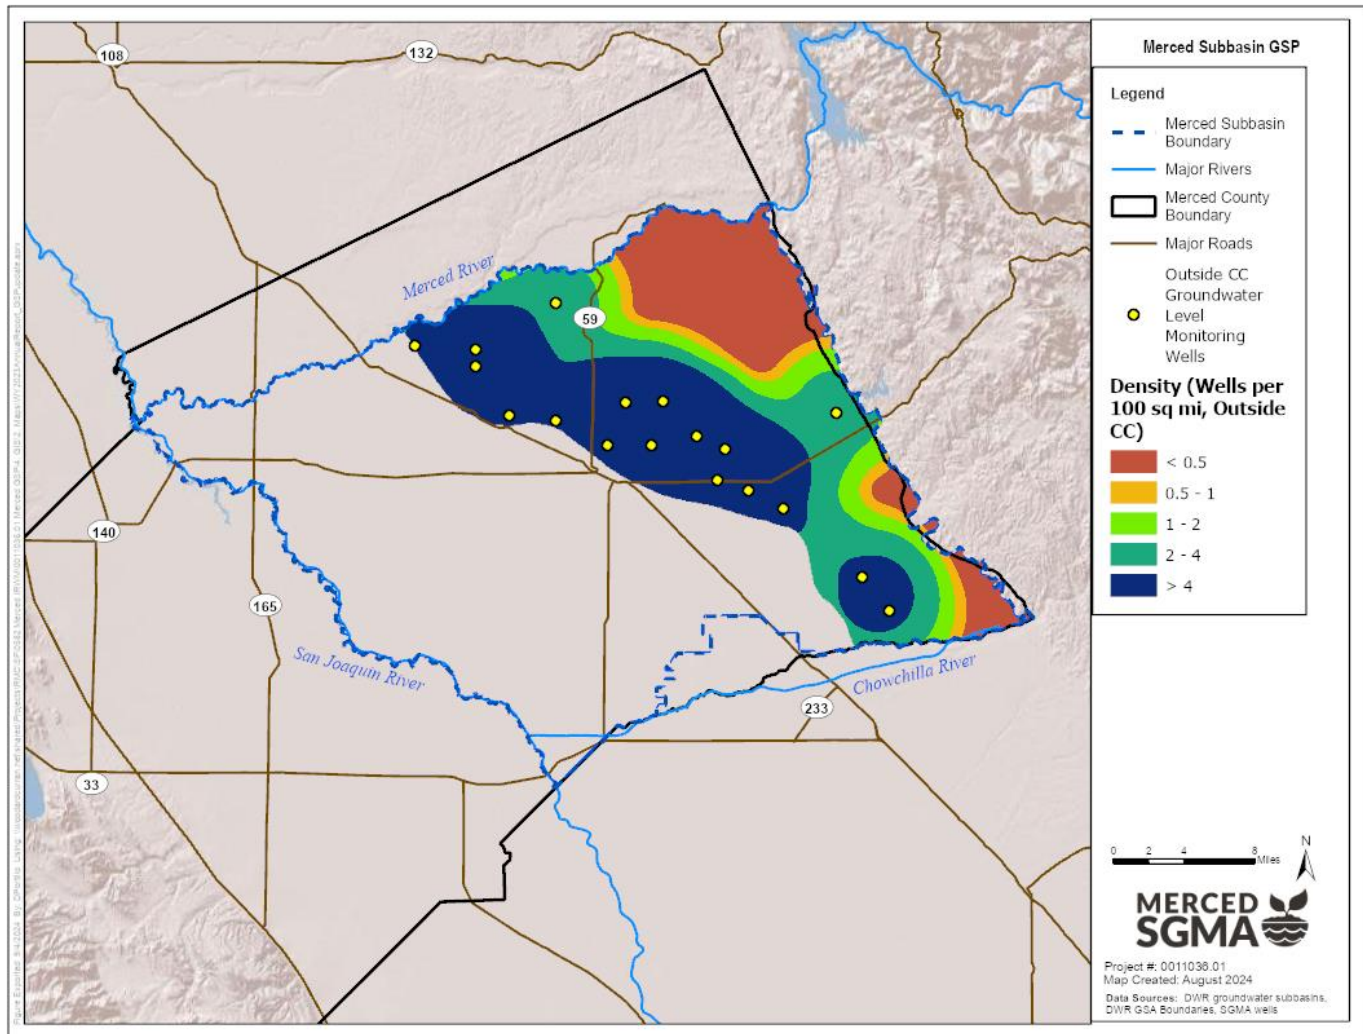 Merced Subbasin GSP
Legend
Merced Subbasin
Boundary
Major Rivers
Merced County
Boundary
Major Roads
Outside CC
Groundwater
Level
Monitoring
Wells
Density (Wells per
100 sq mi, Outside
CC)
< 0.5
0.5 - 1
1 - 2
2 - 4
> 4
108
132
Merced River
59
140
165
San Joaquin River
Chowchilla River
233
33
0 2 4 8
Miles
N
MERCED
SGMA
Project #: 0011036.01
Map Created: August 2024
Data Sources: DWR groundwater subbasins,
DWR GSA Boundaries, SGMA wells